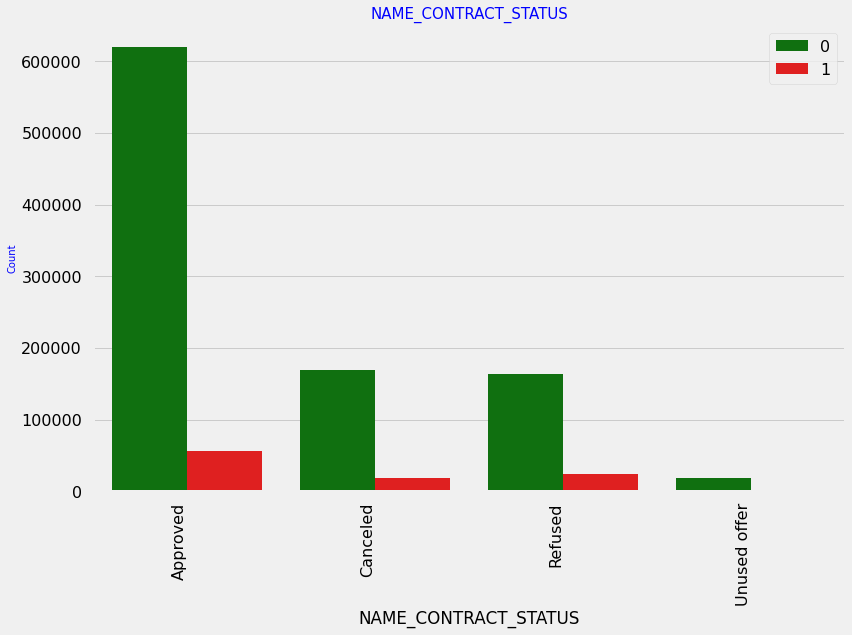 NAME_CONTRACT_STATUS
0
1
600000
500000
400000
300000
200000
100000
0
Count
Approved
Canceled
Refused
Unused offer
NAME_CONTRACT_STATUS